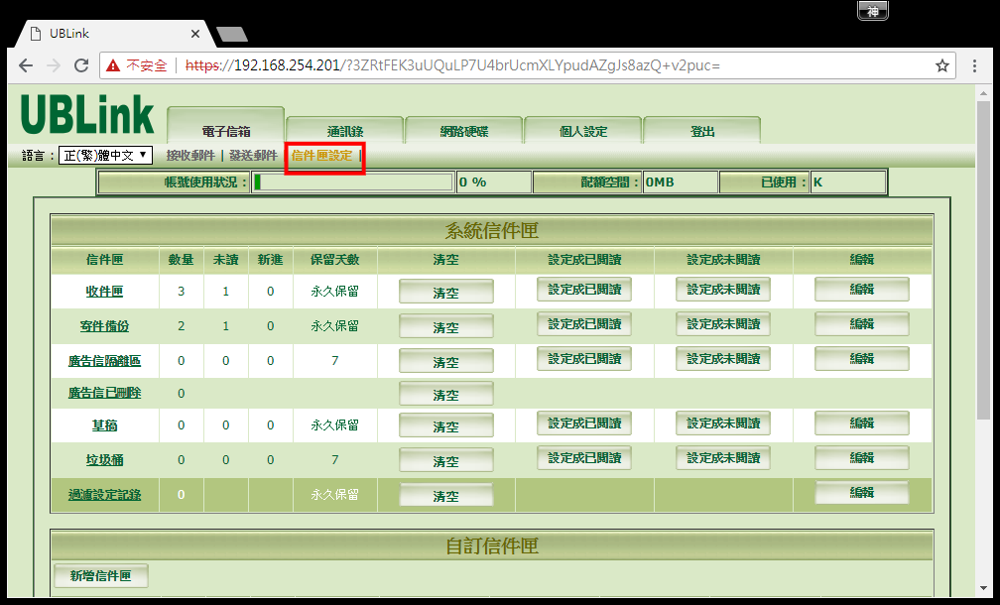 神
UBLink
不安全 https://192.168.254.201/?3ZRtFEK3uUQuLP7U4brUcmXLYpudAZgJs8azQ+v2puc=
UBLink
電子信箱 通訊錄 網路硬碟 個人設定 登出
語言：正(繁)體中文 接收郵件 | 發送郵件 信件匣設定 |
帳號使用狀況： 0 % 配額空間：0MB 已使用：K
系統信件匣
信件匣 數量 未讀 新進 保留天數 清空 設定成已閱讀 設定成未閱讀 編輯
收件匣 3 1 0 永久保留 清空 設定成已閱讀 設定成未閱讀 編輯
寄件備份 2 1 0 永久保留 清空 設定成已閱讀 設定成未閱讀 編輯
廣告信隔離區 0 0 0 7 清空 設定成已閱讀 設定成未閱讀 編輯
廣告信已刪除 0 清空
草稿 0 0 0 永久保留 清空 設定成已閱讀 設定成未閱讀 編輯
垃圾桶 0 0 0 7 清空 設定成已閱讀 設定成未閱讀 編輯
過濾設定記錄 0 永久保留 清空 編輯
自訂信件匣
新增信件匣